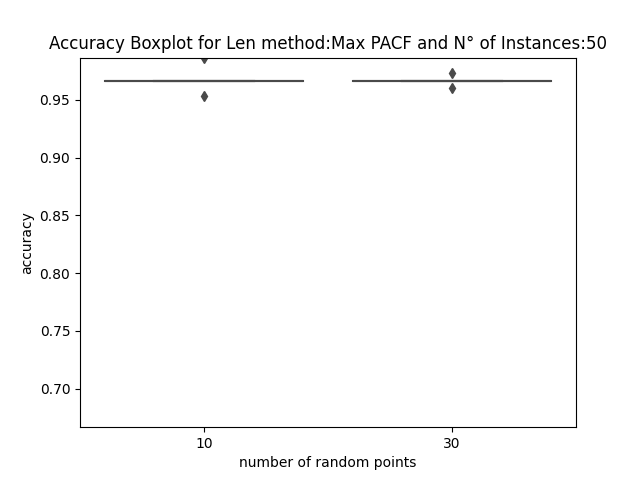 Accuracy Boxplot for Len method:Max PACF and N° of Instances:50
0.95
0.90
0.85
0.80
0.75
0.70
accuracy
10 30
number of random points